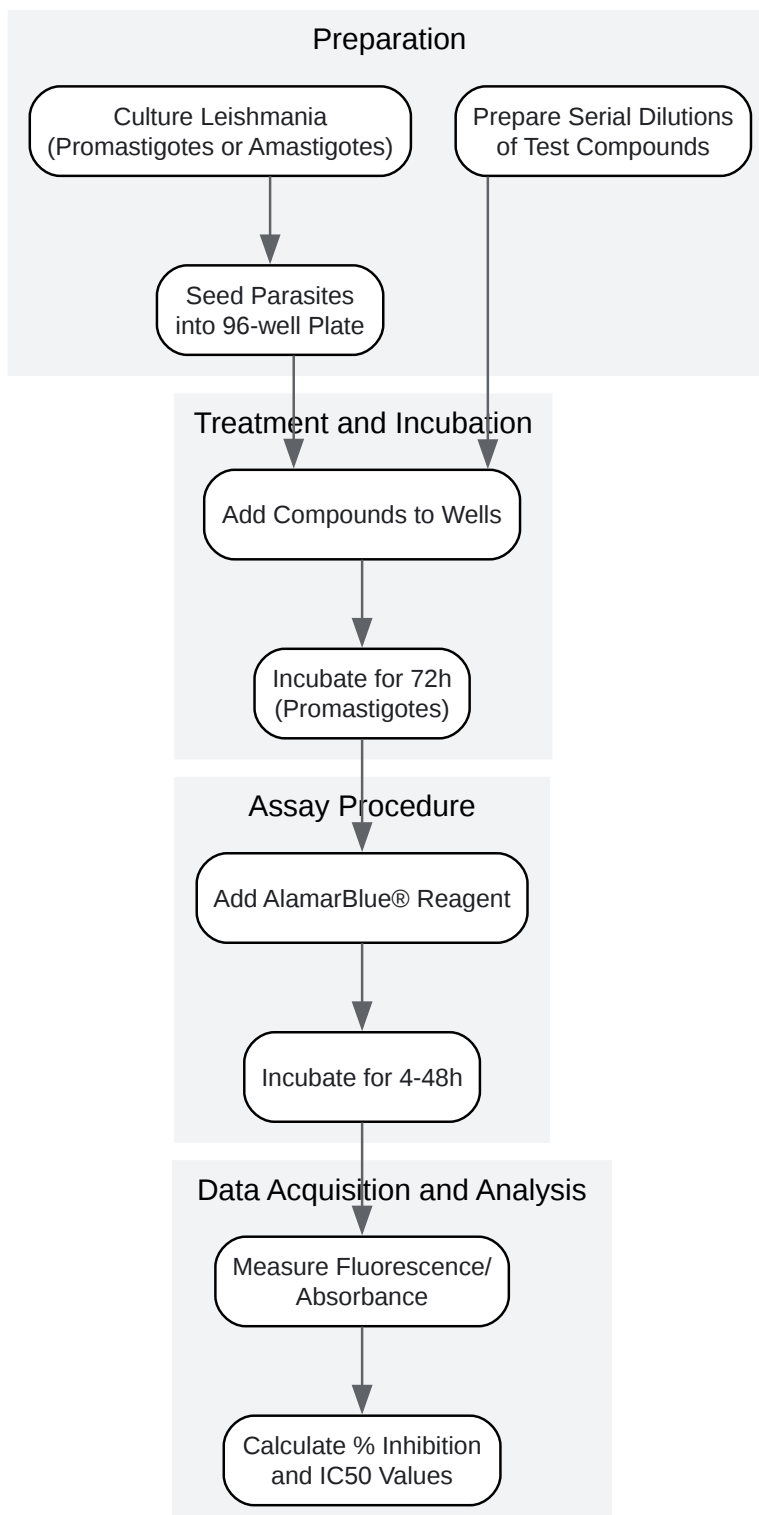 Preparation
Culture Leishmania
(Promastigotes or Amastigotes)
Prepare Serial Dilutions
of Test Compounds
Seed Parasites
into 96-well Plate
Treatment and Incubation
Add Compounds to Wells
Incubate for 72h
(Promastigotes)
Assay Procedure
Add AlamarBlue® Reagent
Incubate for 4-48h
Data Acquisition and Analysis
Measure Fluorescence/
Absorbance
Calculate % Inhibition
and IC50 Values